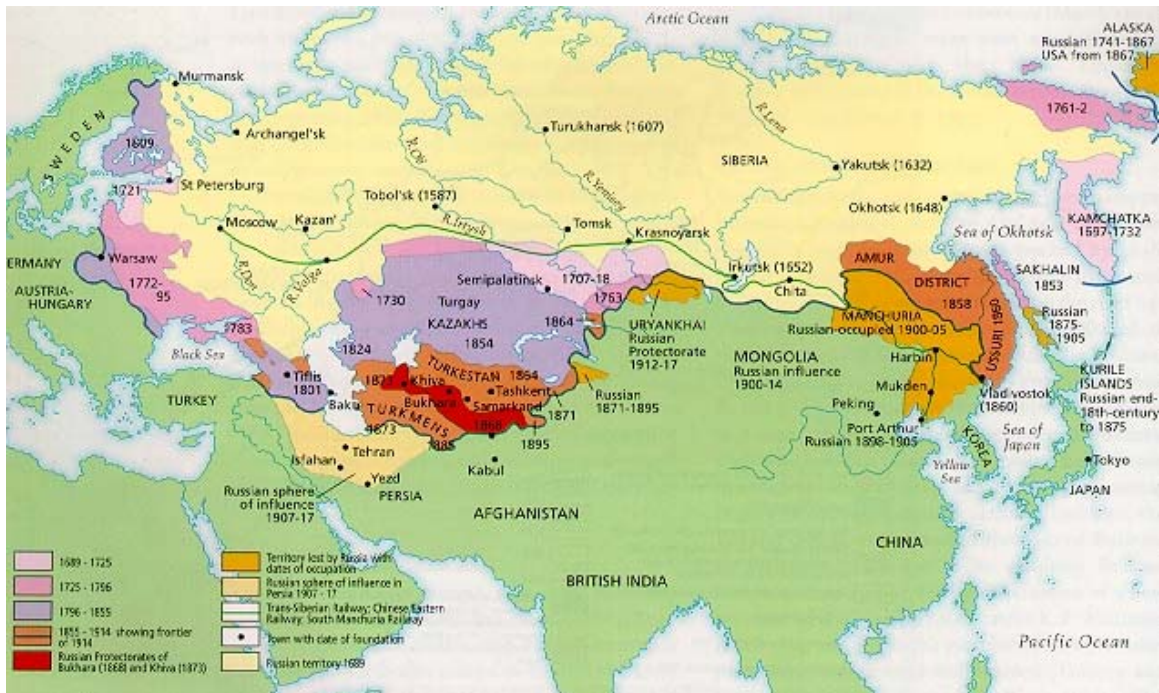 Arctic Ocean
ALASKA
Russian 1741-1867
USA from 1867
Murmansk
1761-2
SWEDEN
1809
Archangel'sk
Turukhansk (1607)
R.Ob
R.Lena
SIBERIA
Yakutsk (1632)
1721
St Petersburg
R.Yenisey
Tobol'sk (1587)
Okhotsk (1648)
KAMCHATKA
1697-1732
Moscow
Kazan'
R.Irtysh
Tomsk
Krasnoyarsk
Sea of Okhotsk
GERMANY
Warsaw
R.Don
R.Volga
AUSTRIA-
HUNGARY
1772-
95
Semipalatinsk
1707-18
Irkutsk (1652)
AMUR
DISTRICT
1858
SAKHALIN
1853
1730
Turgay
1763
Chita
KAZAKHS
1854
1864
URYANKHAI
Russian
Protectorate
1912-17
MANCHURIA
Russian-occupied 1900-05
USSURI 1860
Russian
1875-
1905
1783
Black Sea
1824
MONGOLIA
Russian influence
1900-14
Harbin
Tiflis
1801
TURKESTAN
1864
Khiva
Tashkent
Bukhara
Samarkand
Russian
1871-1895
Mukden
Vladivostok
(1860)
KURILE
ISLANDS
Russian end-
18th-century
to 1875
TURKEY
Baku
TURKMENS
1873
1868
1871
1885
1895
Peking
Port Arthur
Russian 1898-1905
KOREA
Sea of
Japan
Tehran
Isfahan
Yezd
Kabul
Yellow
Sea
Tokyo
JAPAN
Russian sphere
of influence
1907-17
PERSIA
AFGHANISTAN
CHINA
BRITISH INDIA
Pacific Ocean
1689 - 1725
1725 - 1796
1796 - 1855
1855 - 1914 showing frontier
of 1914
Russian Protectorates of
Bukhara (1868) and Khiva (1873)
Territory lost by Russia with
dates of occupation
Russian sphere of influence in
Persia 1907 - 17
Trans-Siberian Railway; Chinese Eastern
Railway; South Manchuria Railway
Town with date of foundation
Russian territory 1689